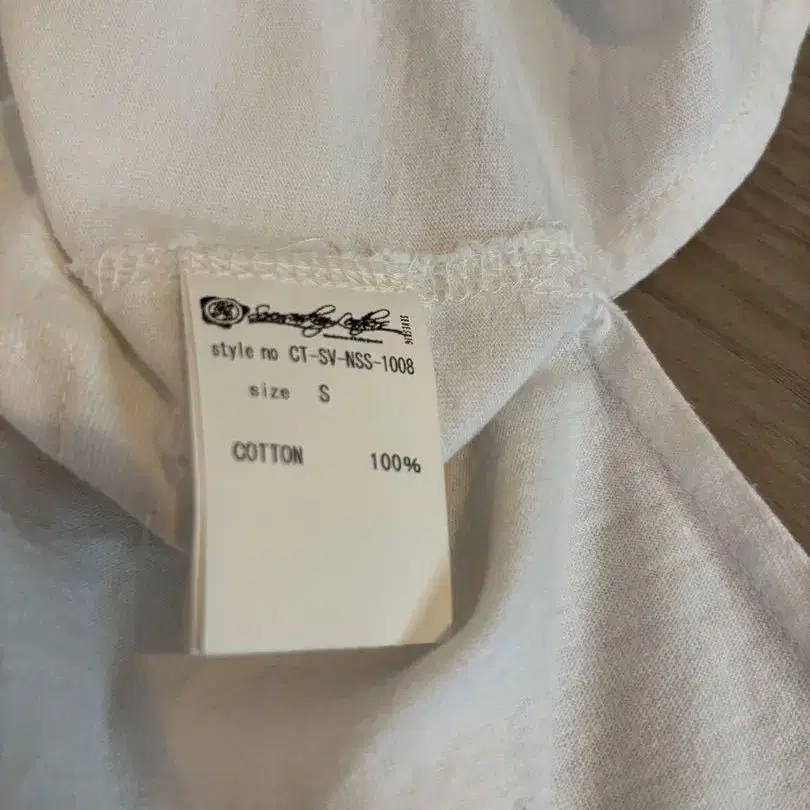 style no CT-SV-NSS-1008
size S
COTTON 100%